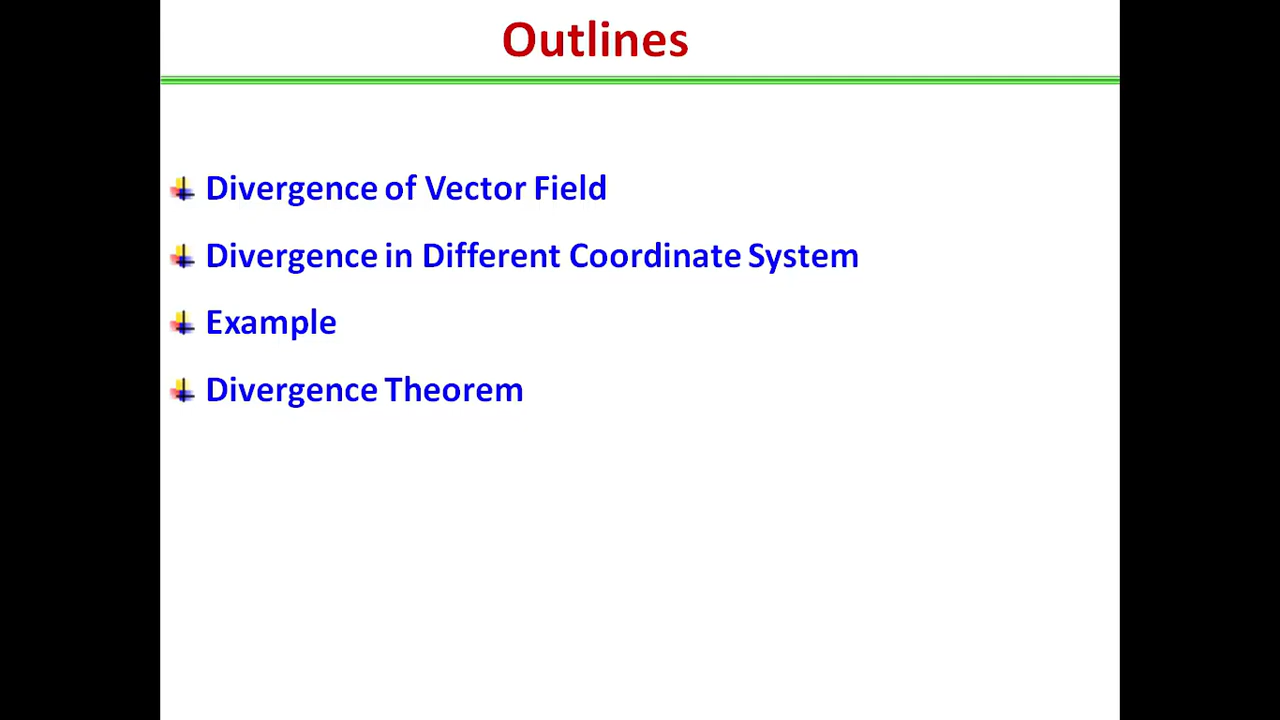 Outlines
Divergence of Vector Field
Divergence in Different Coordinate System
Example
Divergence Theorem